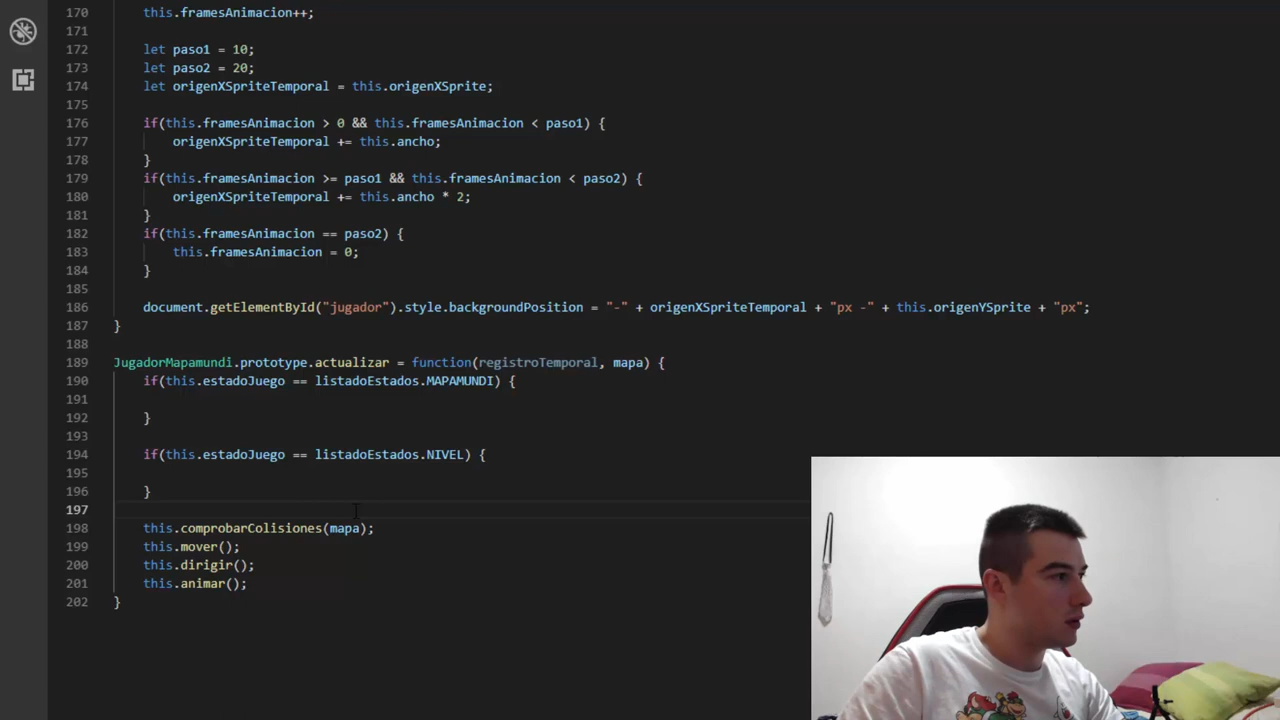 170 this.framesAnimacion++;
171
172 let paso1 = 10;
173 let paso2 = 20;
174 let origenXSpriteTemporal = this.origenXSprite;
175
176 if(this.framesAnimacion > 0 && this.framesAnimacion < paso1) {
177 origenXSpriteTemporal += this.ancho;
178 }
179 if(this.framesAnimacion >= paso1 && this.framesAnimacion < paso2) {
180 origenXSpriteTemporal += this.ancho * 2;
181 }
182 if(this.framesAnimacion == paso2) {
183 this.framesAnimacion = 0;
184 }
185
186 document.getElementById("jugador").style.backgroundPosition = "-" + origenXSpriteTemporal + "px -" + this.origenYSprite + "px";
187 }
188
189 JugadorMapamundi.prototype.actualizar = function(registroTemporal, mapa) {
190 if(this.estadoJuego == listadoEstados.MAPAMUNDI) {
191
192 }
193
194 if(this.estadoJuego == listadoEstados.NIVEL) {
195
196 }
197
198 this.comprobarColisiones(mapa);
199 this.mover();
200 this.dirigir();
201 this.animar();
202 }